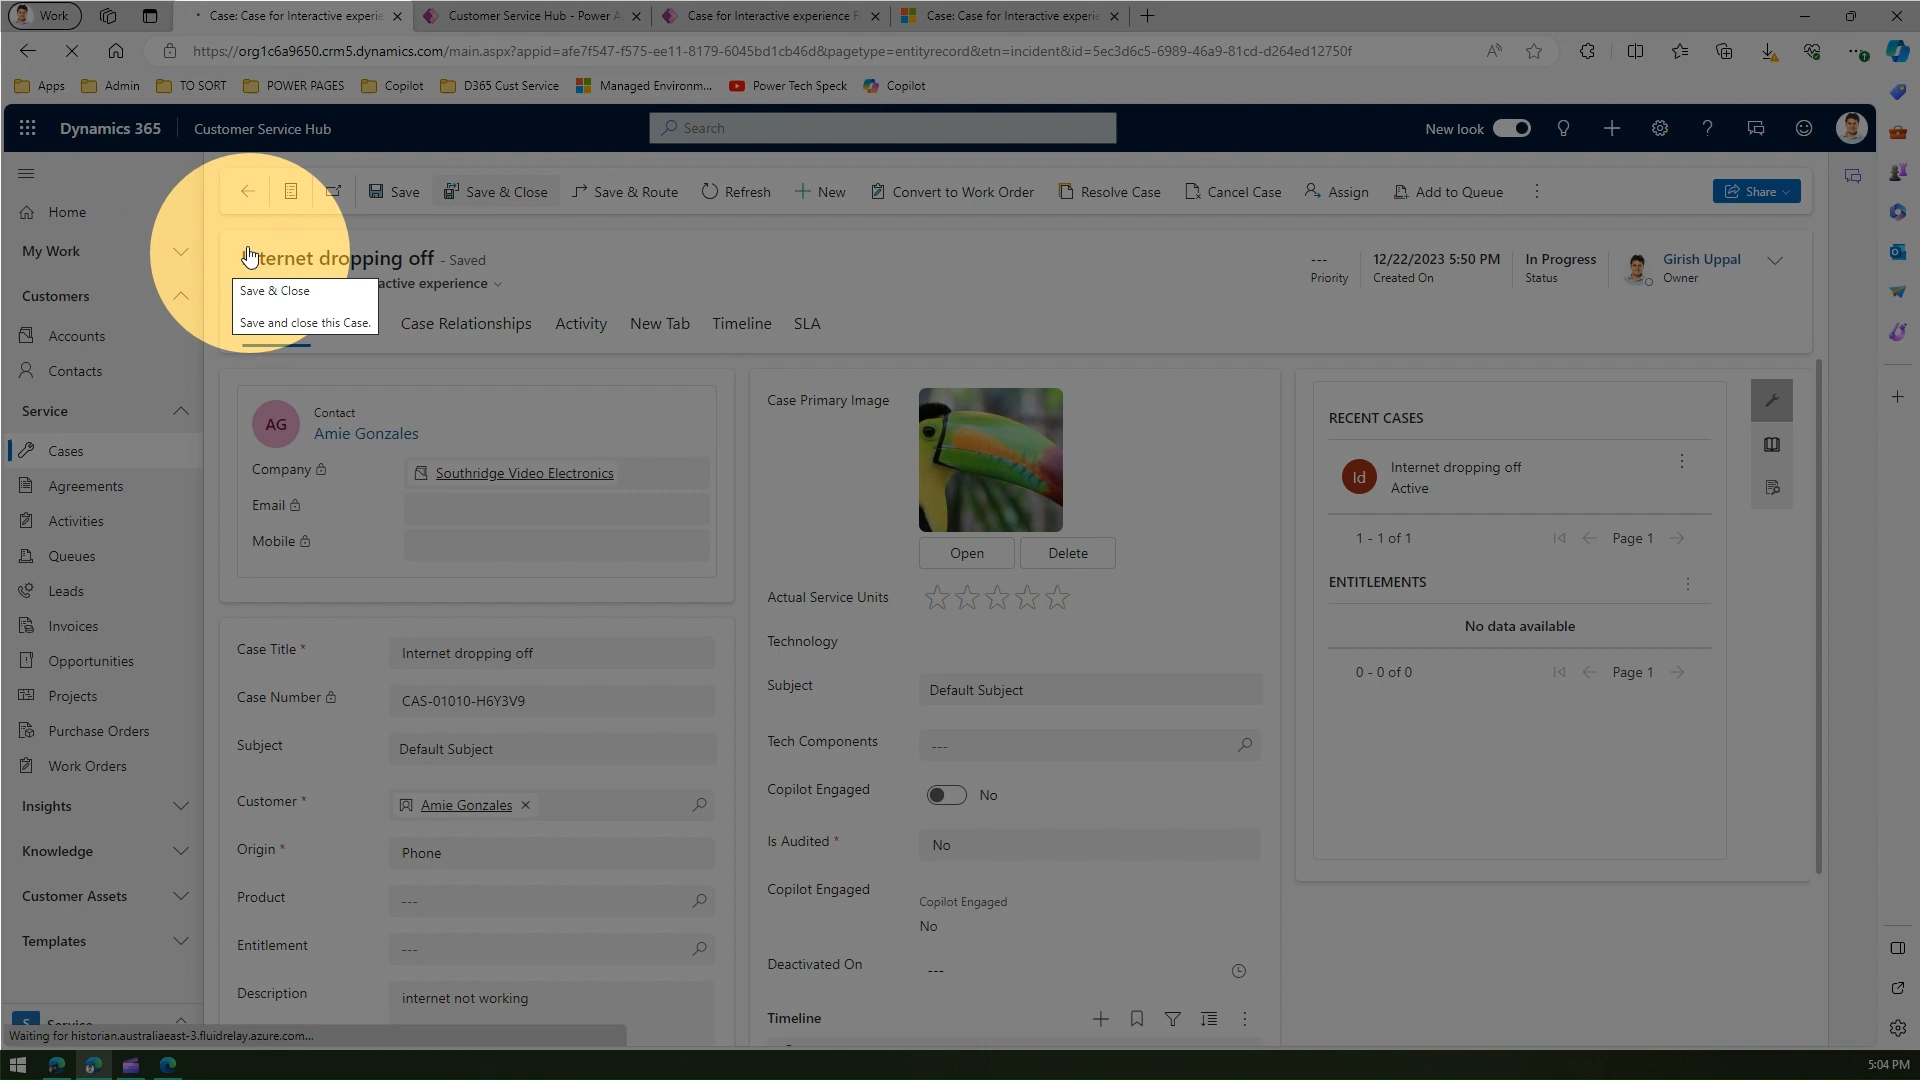 Work
Case: Case for Interactive experie
Customer Service Hub - Power A
Case for Interactive experience F
Case: Case for Interactive experie
https://org1c6a9650.crm5.dynamics.com/main.aspx?appid=afe7f547-f575-ee11-8179-6045bd1cb46d&pagetype=entityrecord&etn=incident&id=5ec3d6c5-6989-46a9-81cd-d264ed12750f
Apps
Admin
TO SORT
POWER PAGES
Copilot
D365 Cust Service
Managed Environm...
Power Tech Speck
Copilot
Dynamics 365
Customer Service Hub
Search
New look
Save
Save & Close
Save & Route
Refresh
New
Convert to Work Order
Resolve Case
Cancel Case
Assign
Add to Queue
Share
Home
My Work
Customers
Accounts
Contacts
Service
Cases
Agreements
Activities
Queues
Leads
Invoices
Opportunities
Projects
Purchase Orders
Work Orders
Insights
Knowledge
Customer Assets
Templates
S Service
Waiting for historian.australiaeast-3.fluidrelay.azure.com...
ternet dropping off - Saved
active experience
Save & Close
Save and close this Case.
---
Priority
12/22/2023 5:50 PM
Created On
In Progress
Status
Girish Uppal
Owner
Case Relationships
Activity
New Tab
Timeline
SLA
AG
Contact
Amie Gonzales
Company
Southridge Video Electronics
Email
Mobile
Case Title *
Internet dropping off
Case Number
CAS-01010-H6Y3V9
Subject
Default Subject
Customer *
Amie Gonzales
Origin *
Phone
Product
---
Entitlement
---
Description
internet not working
Case Primary Image
Open
Delete
Actual Service Units
Technology
Subject
Default Subject
Tech Components
---
Copilot Engaged
No
Is Audited *
No
Copilot Engaged
Copilot Engaged
No
Deactivated On
---
Timeline
RECENT CASES
Id
Internet dropping off
Active
1 - 1 of 1
Page 1
ENTITLEMENTS
No data available
0 - 0 of 0
Page 1
5:04 PM